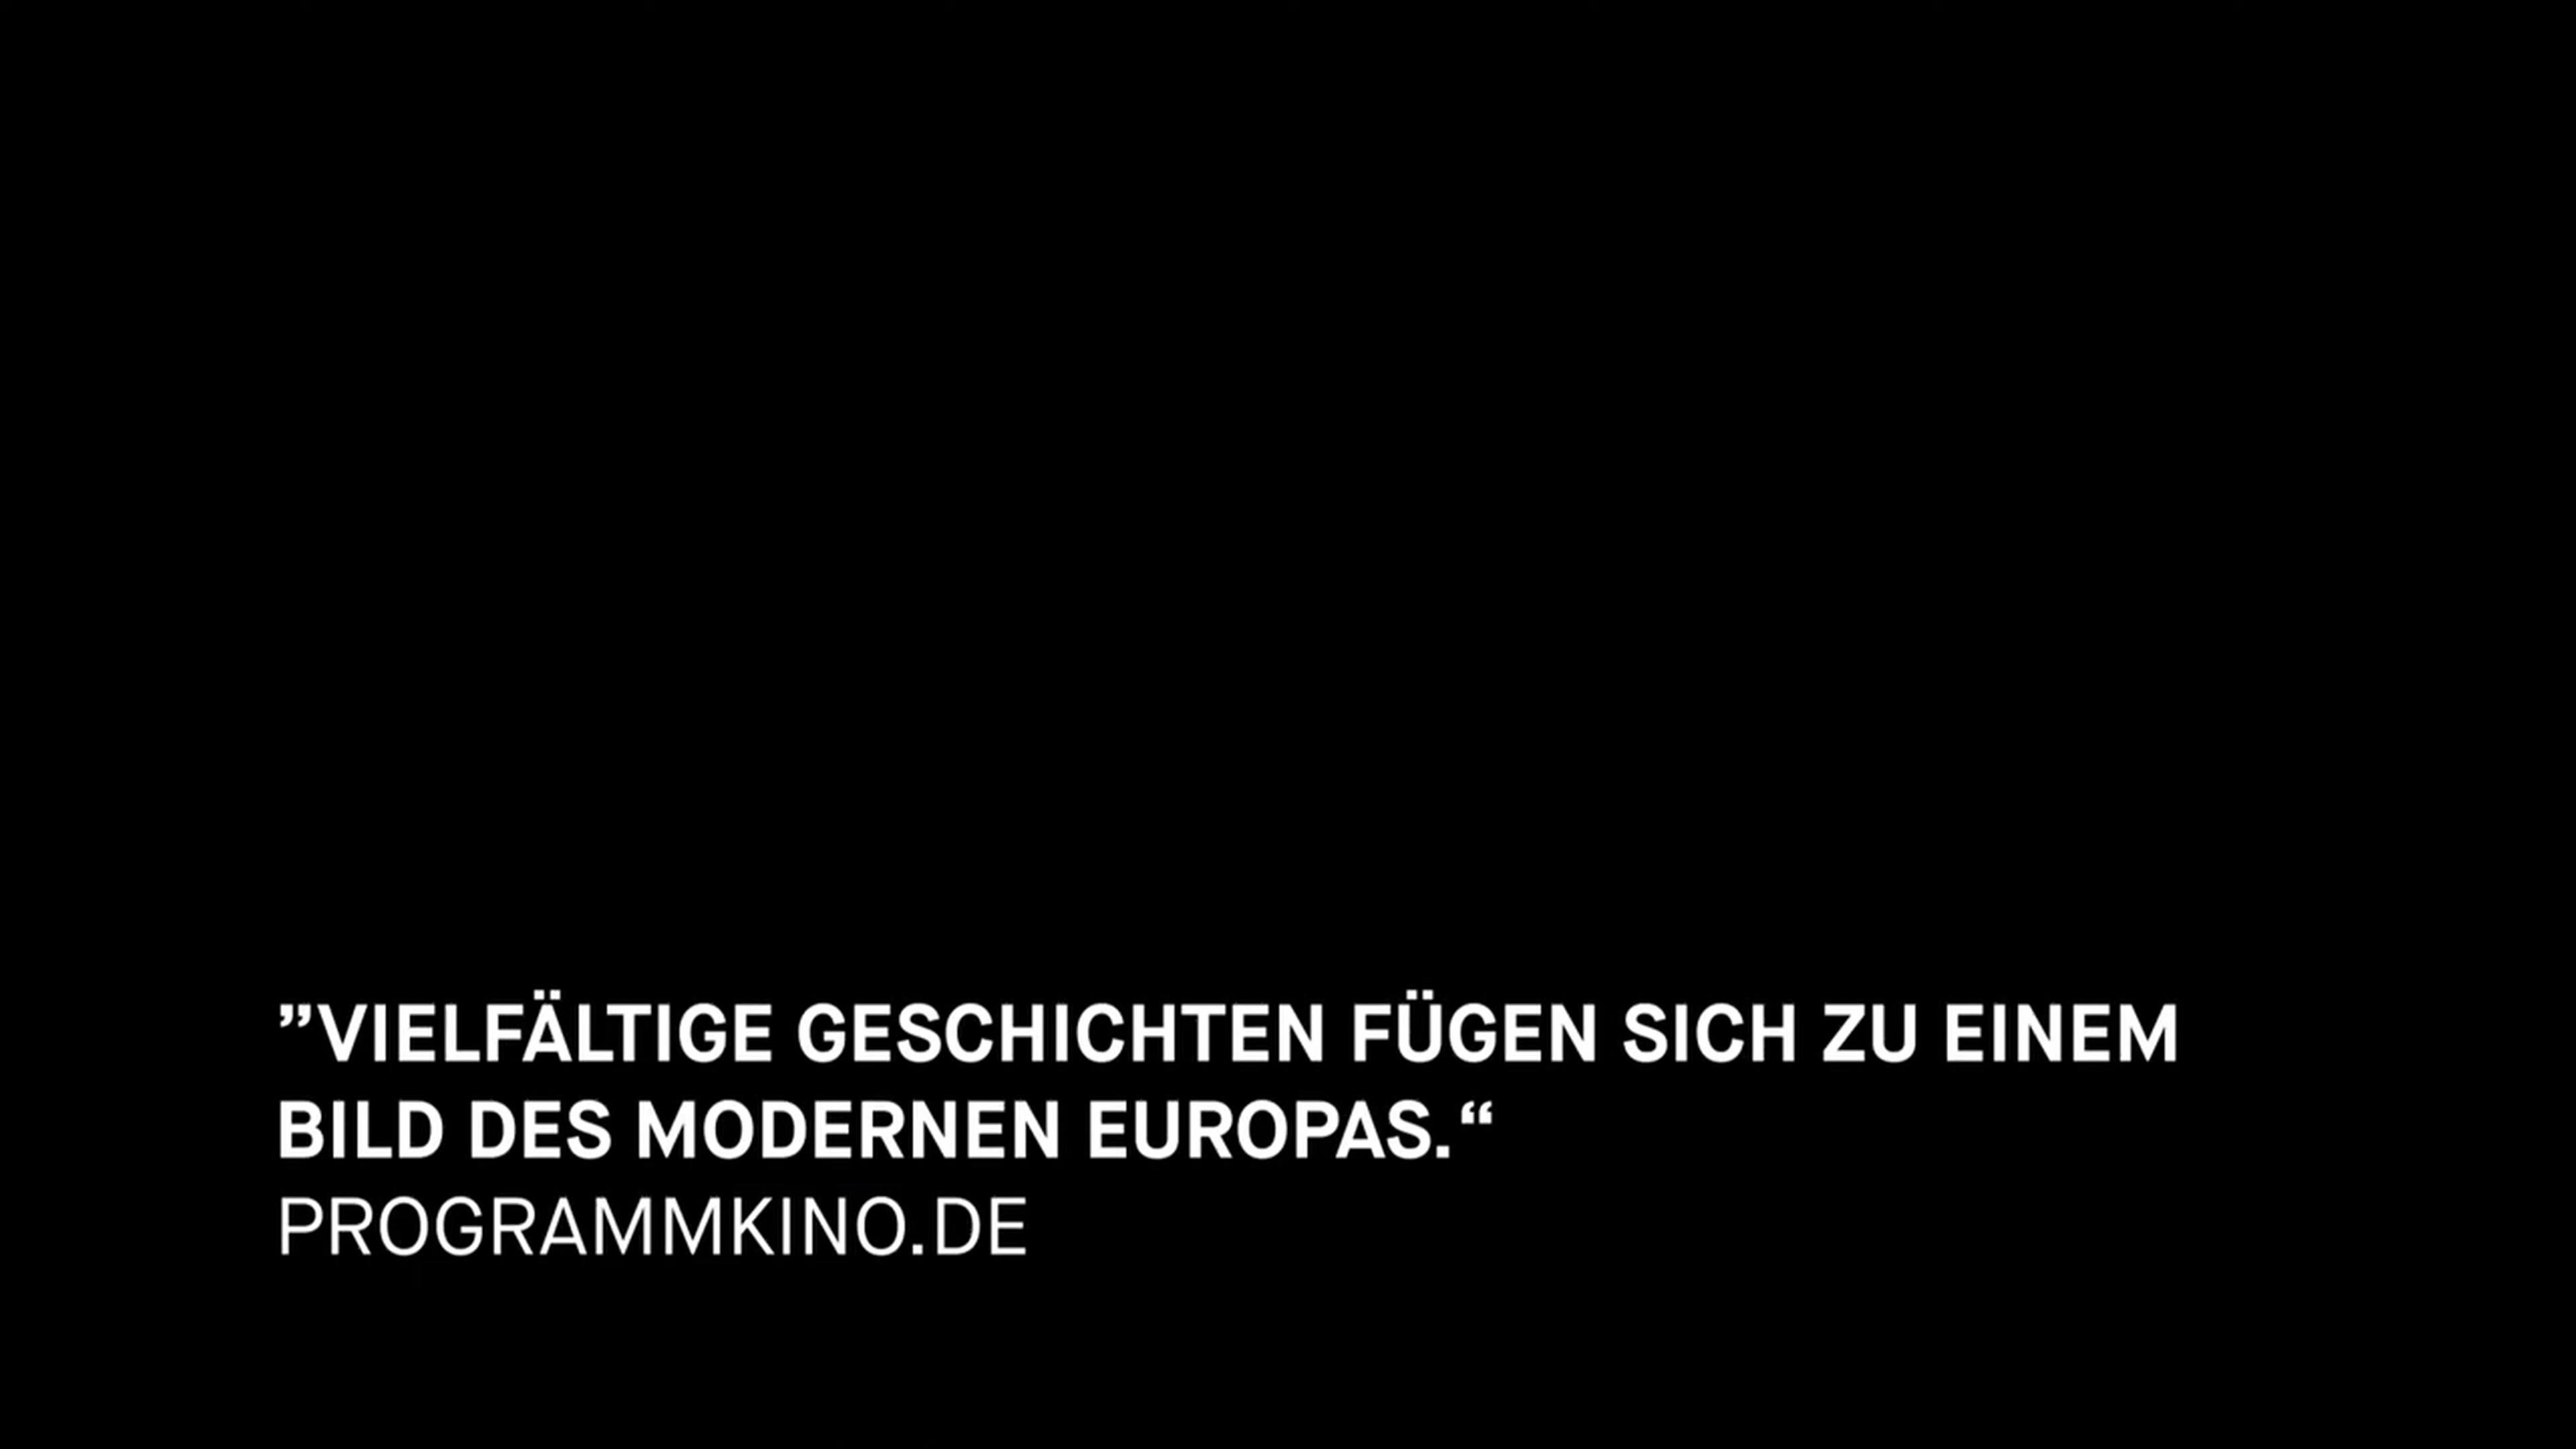 ”VIELFÄLTIGE GESCHICHTEN FÜGEN SICH ZU EINEM
BILD DES MODERNEN EUROPAS.“
PROGRAMMKINO.DE